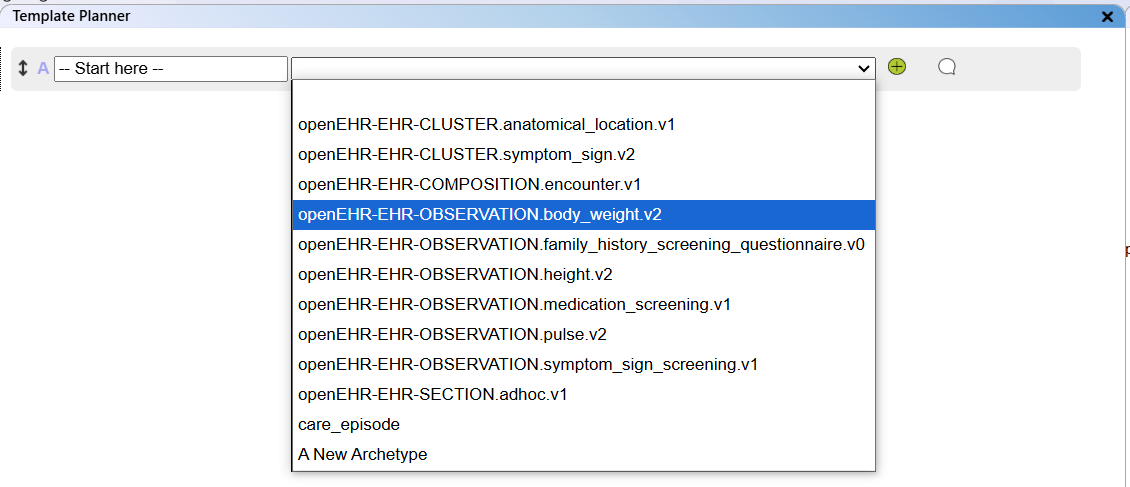 Template Planner
A -- Start here --
openEHR-EHR-CLUSTER.anatomical_location.v1
openEHR-EHR-CLUSTER.symptom_sign.v2
openEHR-EHR-COMPOSITION.encounter.v1
openEHR-EHR-OBSERVATION.body_weight.v2
openEHR-EHR-OBSERVATION.family_history_screening_questionnaire.v0
openEHR-EHR-OBSERVATION.height.v2
openEHR-EHR-OBSERVATION.medication_screening.v1
openEHR-EHR-OBSERVATION.pulse.v2
openEHR-EHR-OBSERVATION.symptom_sign_screening.v1
openEHR-EHR-SECTION.adhoc.v1
care_episode
A New Archetype